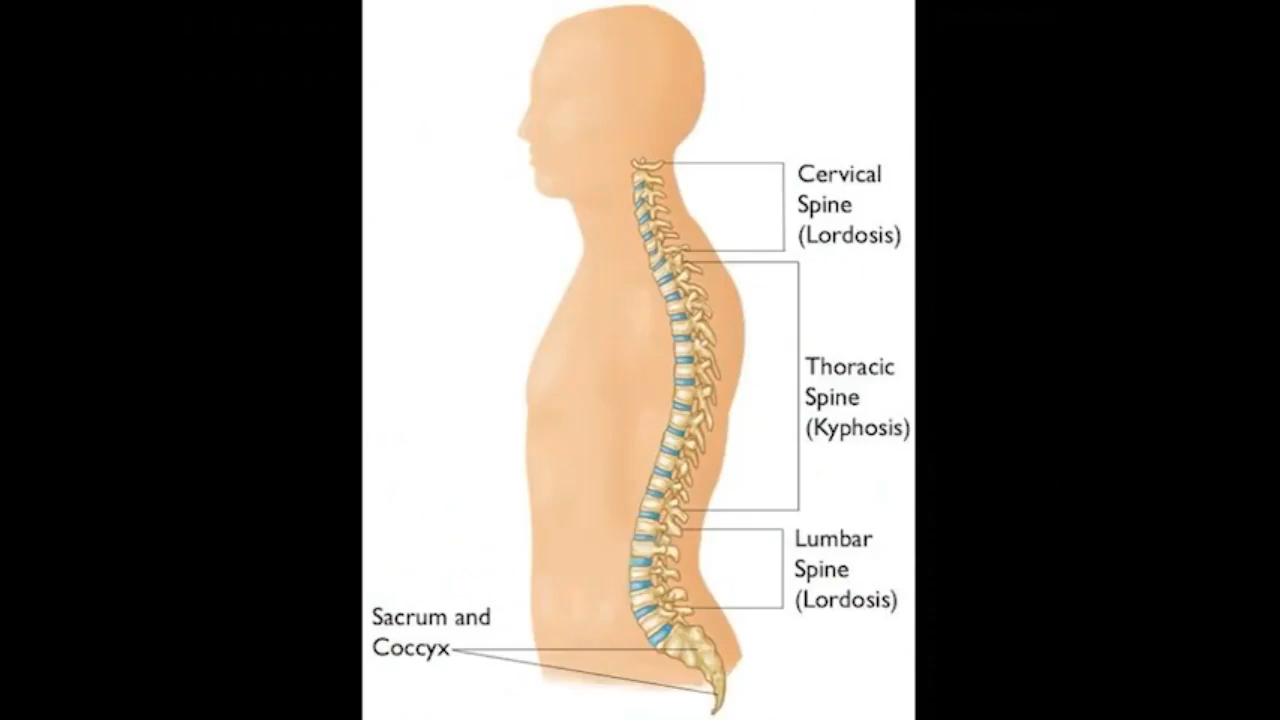 Cervical
Spine
(Lordosis)
Thoracic
Spine
(Kyphosis)
Lumbar
Spine
(Lordosis)
Sacrum and
Coccyx